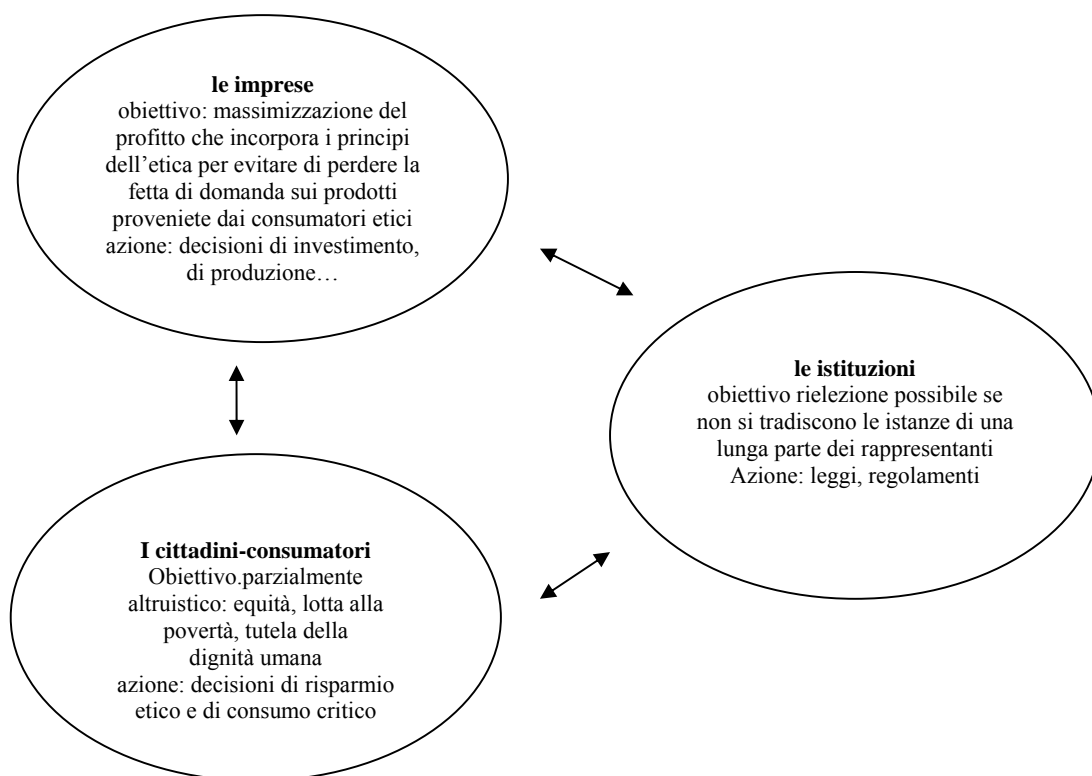 le imprese
obiettivo: massimizzazione del
profitto che incorpora i principi
dell’etica per evitare di perdere la
fetta di domanda sui prodotti
proveniete dai consumatori etici
azione: decisioni di investimento,
di produzione…
le istituzioni
obiettivo rielezione possibile se
non si tradiscono le istanze di una
lunga parte dei rappresentanti
Azione: leggi, regolamenti
I cittadini-consumatori
Obiettivo.parzialmente
altruistico: equità, lotta alla
povertà, tutela della
dignità umana
azione: decisioni di risparmio
etico e di consumo critico